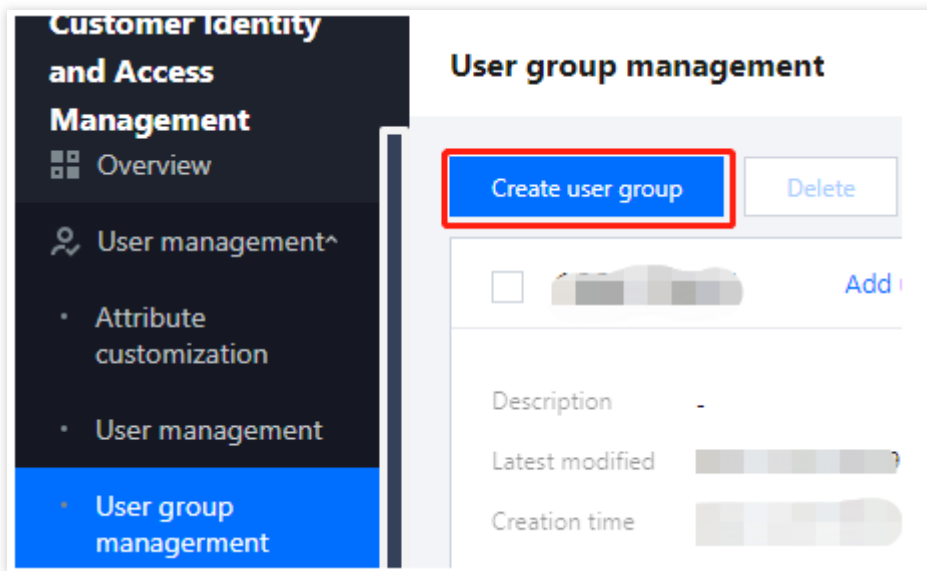 Customer Identity
and Access
Management
Overview
User management^
Attribute
customization
User management
User group
managerment
User group management
Create user group
Delete
Add
Description
-
Latest modified
Creation time